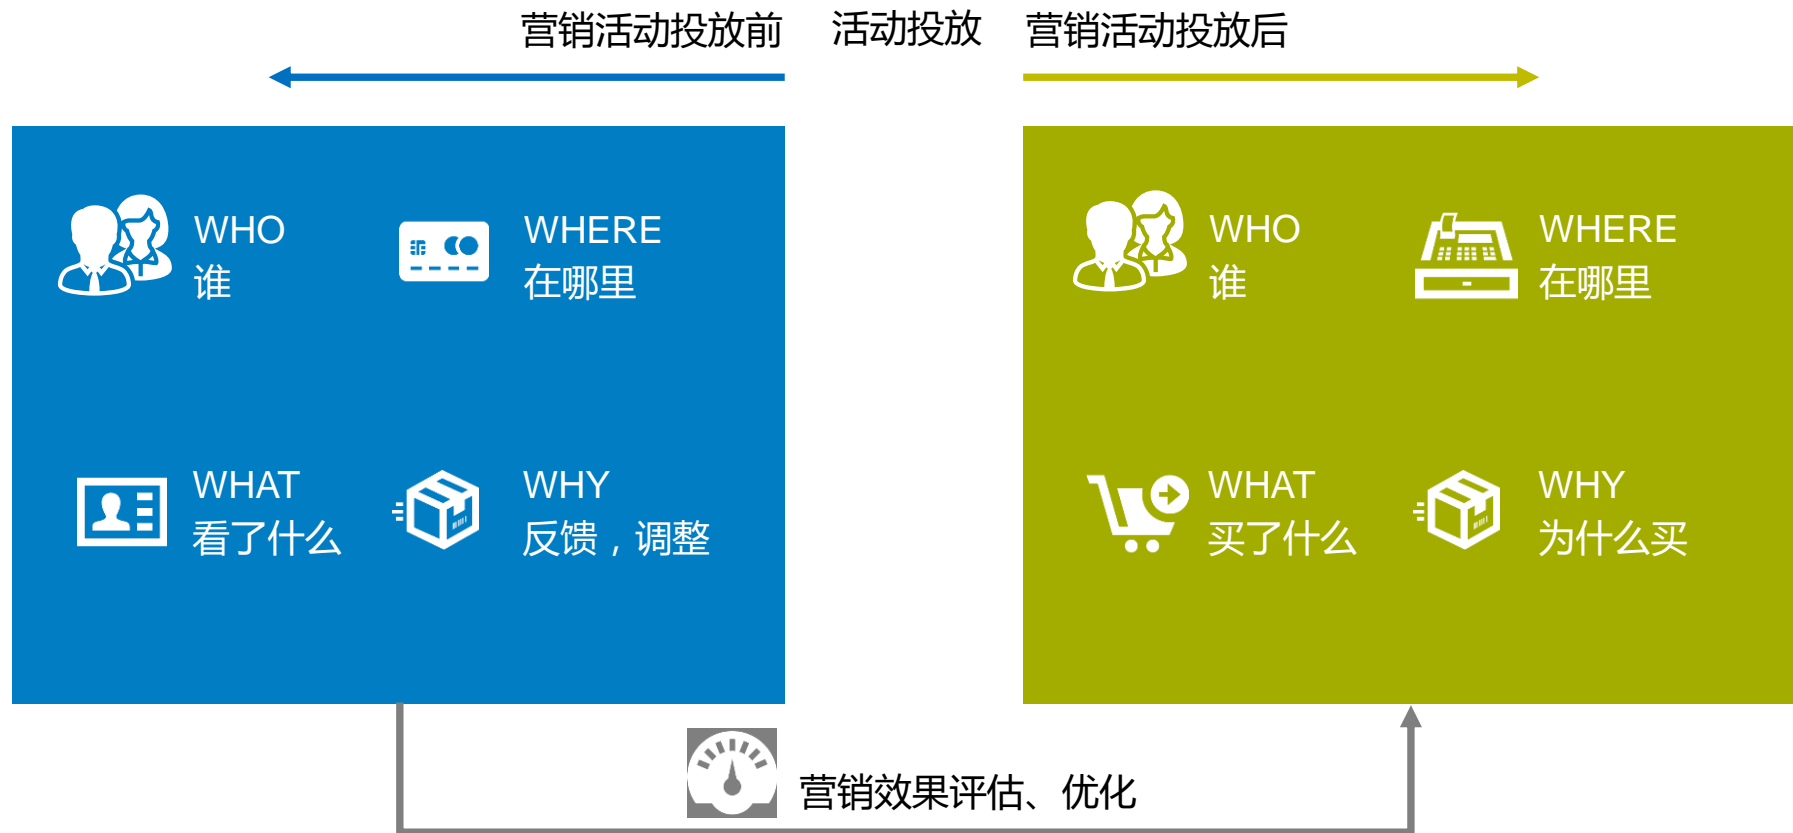 营销活动投放前
活动投放
营销活动投放后
WHO
谁
WHERE
在哪里
WHAT
看了什么
WHY
反馈，调整
WHO
谁
WHERE
在哪里
WHAT
买了什么
WHY
为什么买
营销效果评估、优化